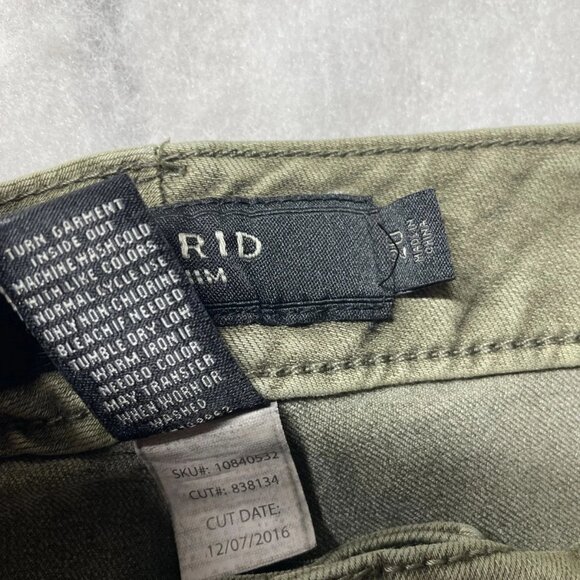 TURN GARMENT
INSIDE OUT
MACHINE WASH COLD
WITH LIKE COLORS
NORMAL CYCLE USE
ONLY NON-CHLORINE
BLEACH IF NEEDED
TUMBLE DRY LOW
WARM IRON IF
NEEDED COLOR
MAY TRANSFER
WHEN WORH OR
WASHED
RID
IM
MADE IN
CHINA
SKU#: 10840532
CUT#: 838134
CUT DATE:
12/07/2016